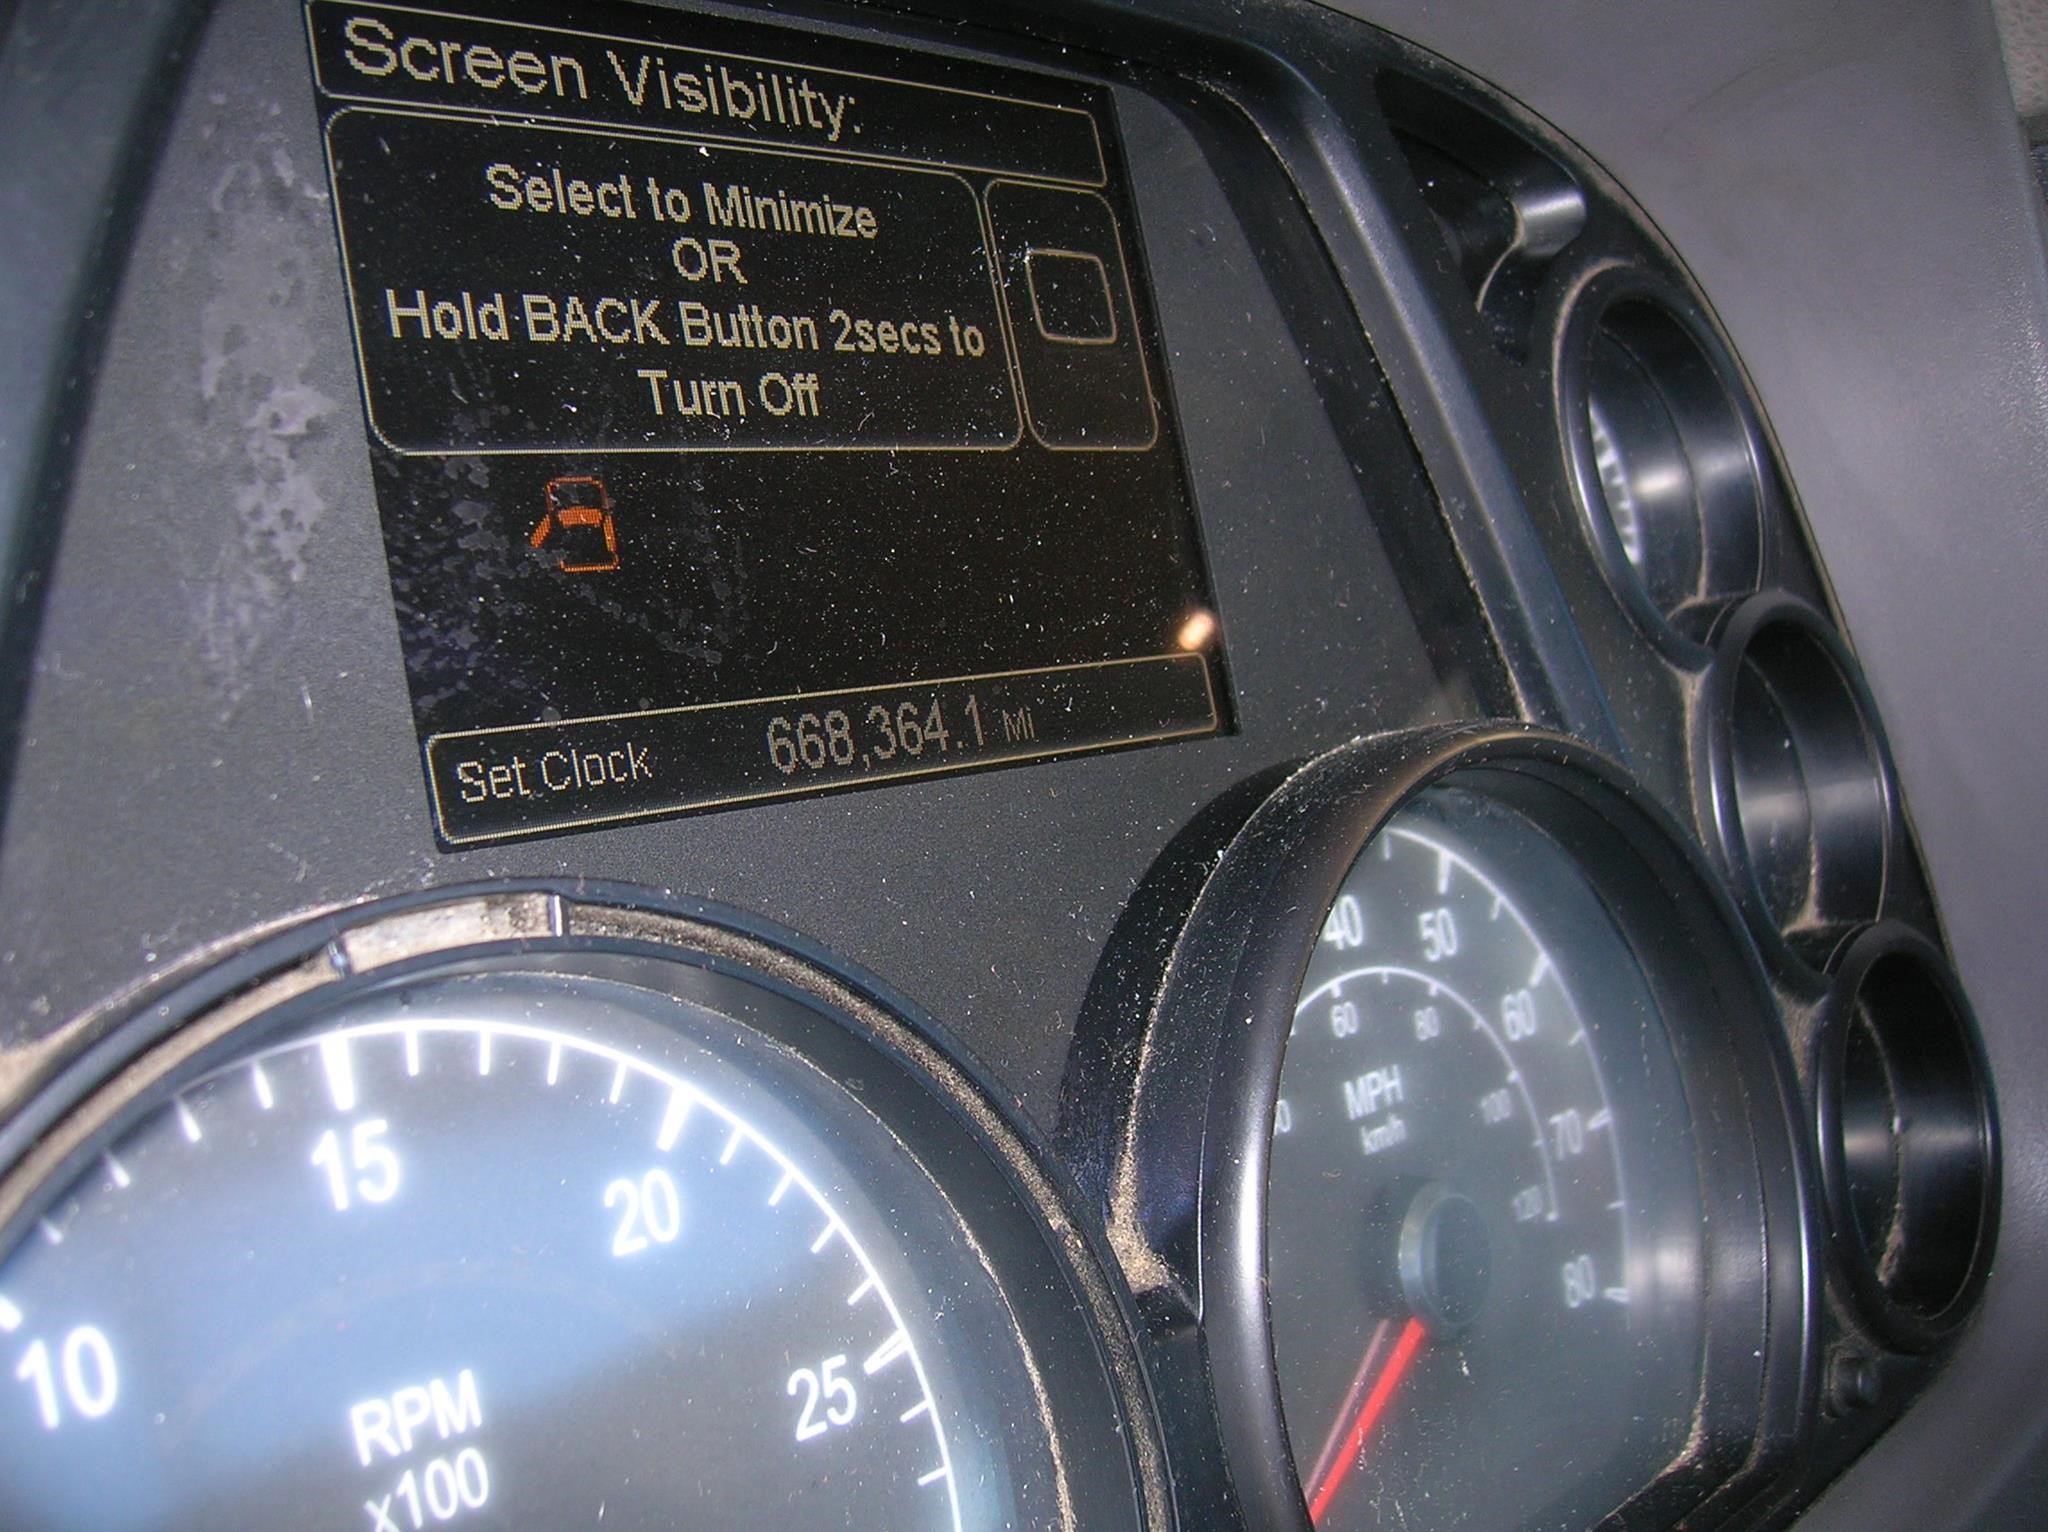 Screen Visibility:
Select to Minimize
OR
Hold BACK Button 2secs to
Turn Off
Set Clock 668,364.1 Mi
10
15
20
25
RPM
x100
40
50
60
70
80
60
80
100
120
MPH
km/h